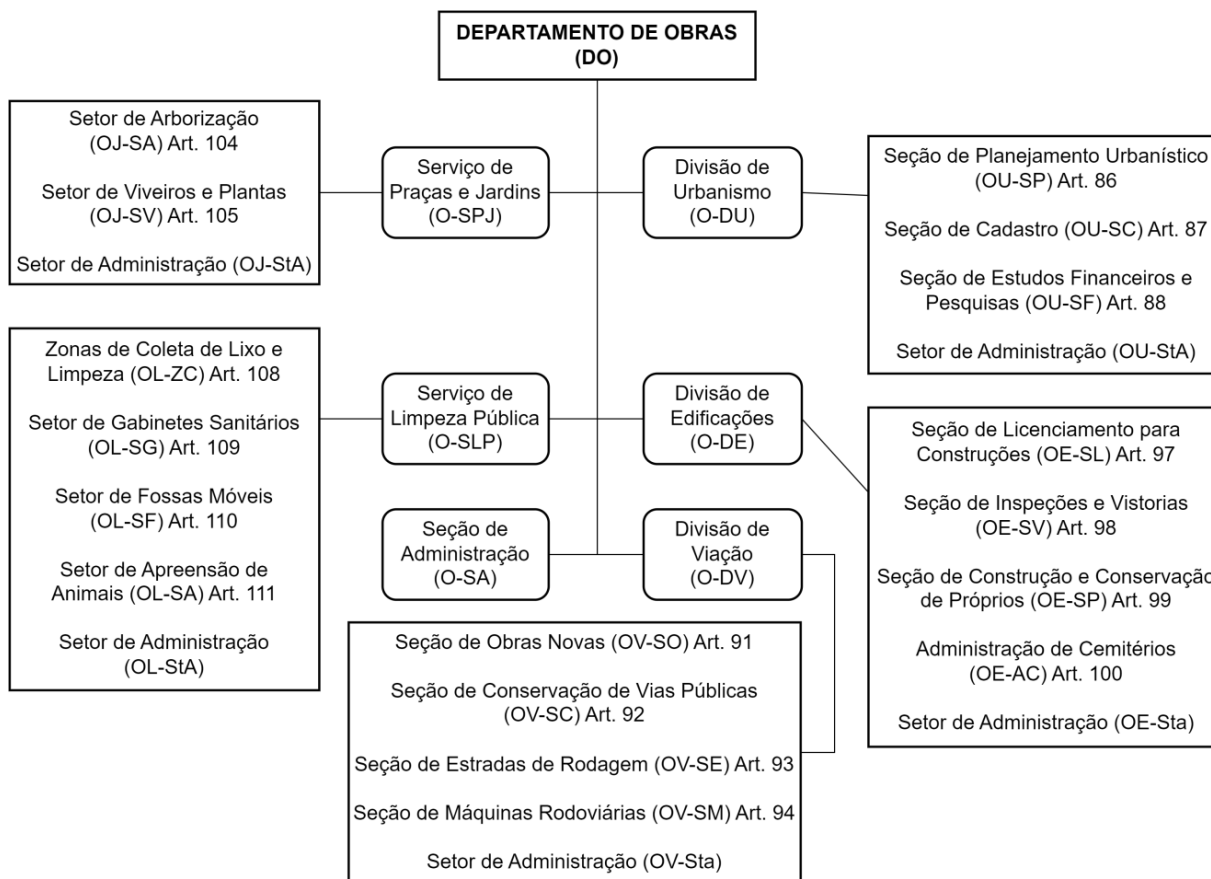 DEPARTAMENTO DE OBRAS
(DO)
Setor de Arborização
(OJ-SA) Art. 104
Setor de Viveiros e Plantas
(OJ-SV) Art. 105
Setor de Administração (OJ-StA)
Serviço de
Praças e Jardins
(O-SPJ)
Divisão de
Urbanismo
(O-DU)
Seção de Planejamento Urbanístico
(OU-SP) Art. 86
Seção de Cadastro (OU-SC) Art. 87
Seção de Estudos Financeiros e
Pesquisas (OU-SF) Art. 88
Setor de Administração (OU-StA)
Zonas de Coleta de Lixo e
Limpeza (OL-ZC) Art. 108
Setor de Gabinetes Sanitários
(OL-SG) Art. 109
Setor de Fossas Móveis
(OL-SF) Art. 110
Setor de Apreensão de
Animais (OL-SA) Art. 111
Setor de Administração
(OL-StA)
Serviço de
Limpeza Pública
(O-SLP)
Divisão de
Edificações
(O-DE)
Seção de Licenciamento para
Construções (OE-SL) Art. 97
Seção de Inspeções e Vistorias
(OE-SV) Art. 98
Seção de Construção e Conservação
de Próprios (OE-SP) Art. 99
Administração de Cemitérios
(OE-AC) Art. 100
Setor de Administração (OE-Sta)
Seção de
Administração
(O-SA)
Divisão de
Viação
(O-DV)
Seção de Obras Novas (OV-SO) Art. 91
Seção de Conservação de Vias Públicas
(OV-SC) Art. 92
Seção de Estradas de Rodagem (OV-SE) Art. 93
Seção de Máquinas Rodoviárias (OV-SM) Art. 94
Setor de Administração (OV-Sta)